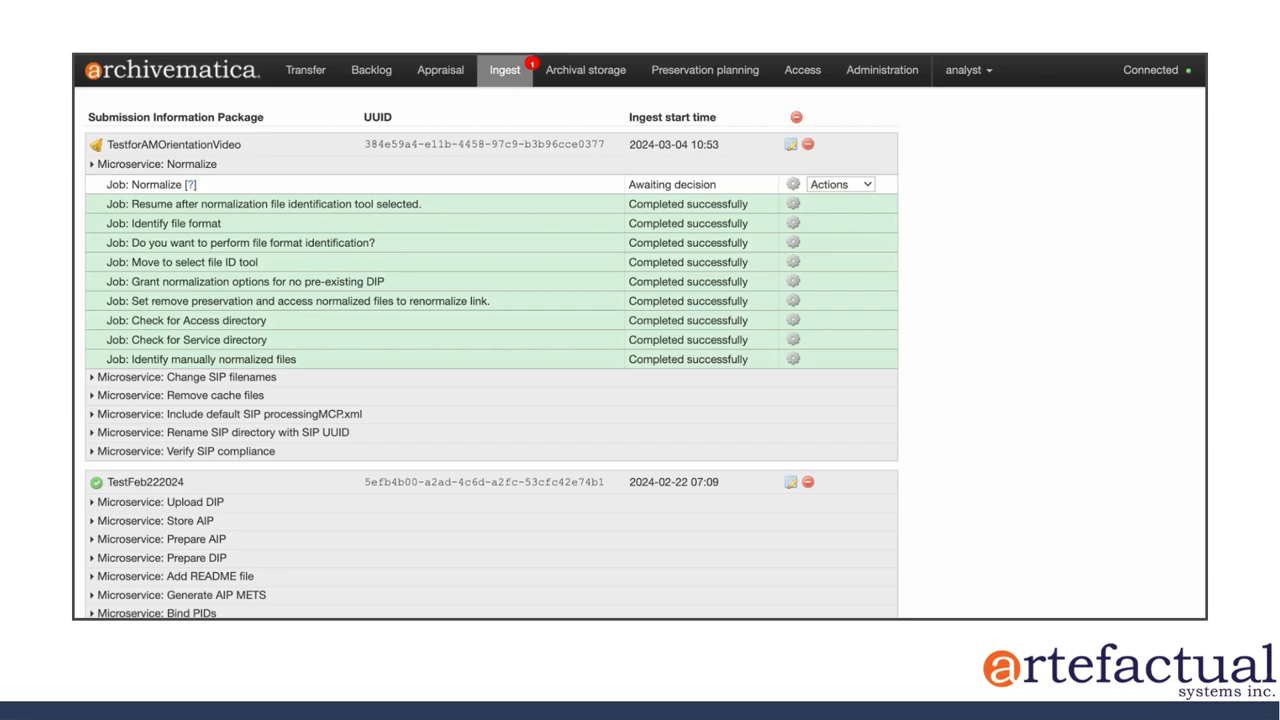 archivematica. Transfer Backlog Appraisal Ingest 1 Archival storage Preservation planning Access Administration analyst Connected
Submission Information Package UUID Ingest start time
TestforAMOrientationVideo 384e59a4-e11b-4458-97c9-b3b96cce0377 2024-03-04 10:53
Microservice: Normalize
Job: Normalize [?] Awaiting decision Actions
Job: Resume after normalization file identification tool selected. Completed successfully
Job: Identify file format Completed successfully
Job: Do you want to perform file format identification? Completed successfully
Job: Move to select file ID tool Completed successfully
Job: Grant normalization options for no pre-existing DIP Completed successfully
Job: Set remove preservation and access normalized files to renormalize link. Completed successfully
Job: Check for Access directory Completed successfully
Job: Check for Service directory Completed successfully
Job: Identify manually normalized files Completed successfully
Microservice: Change SIP filenames
Microservice: Remove cache files
Microservice: Include default SIP processingMCP.xml
Microservice: Rename SIP directory with SIP UUID
Microservice: Verify SIP compliance
TestFeb222024 5efb4b00-a2ad-4c6d-a2fc-53cfc42e74b1 2024-02-22 07:09
Microservice: Upload DIP
Microservice: Store AIP
Microservice: Prepare AIP
Microservice: Prepare DIP
Microservice: Add README file
Microservice: Generate AIP METS
Microservice: Bind PIDs
artefactual
systems inc.